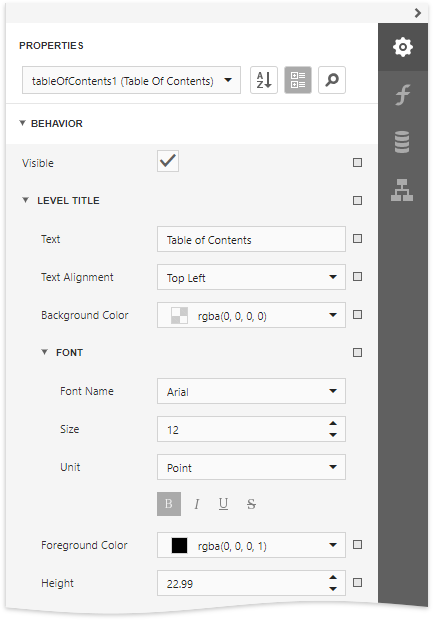 PROPERTIES
tableOfContents1 (Table Of Contents)
A Z
BEHAVIOR
Visible
LEVEL TITLE
Text Table of Contents
Text Alignment Top Left
Background Color rgba(0, 0, 0, 0)
FONT
Font Name Arial
Size 12
Unit Point
B I U S
Foreground Color rgba(0, 0, 0, 1)
Height 22.99